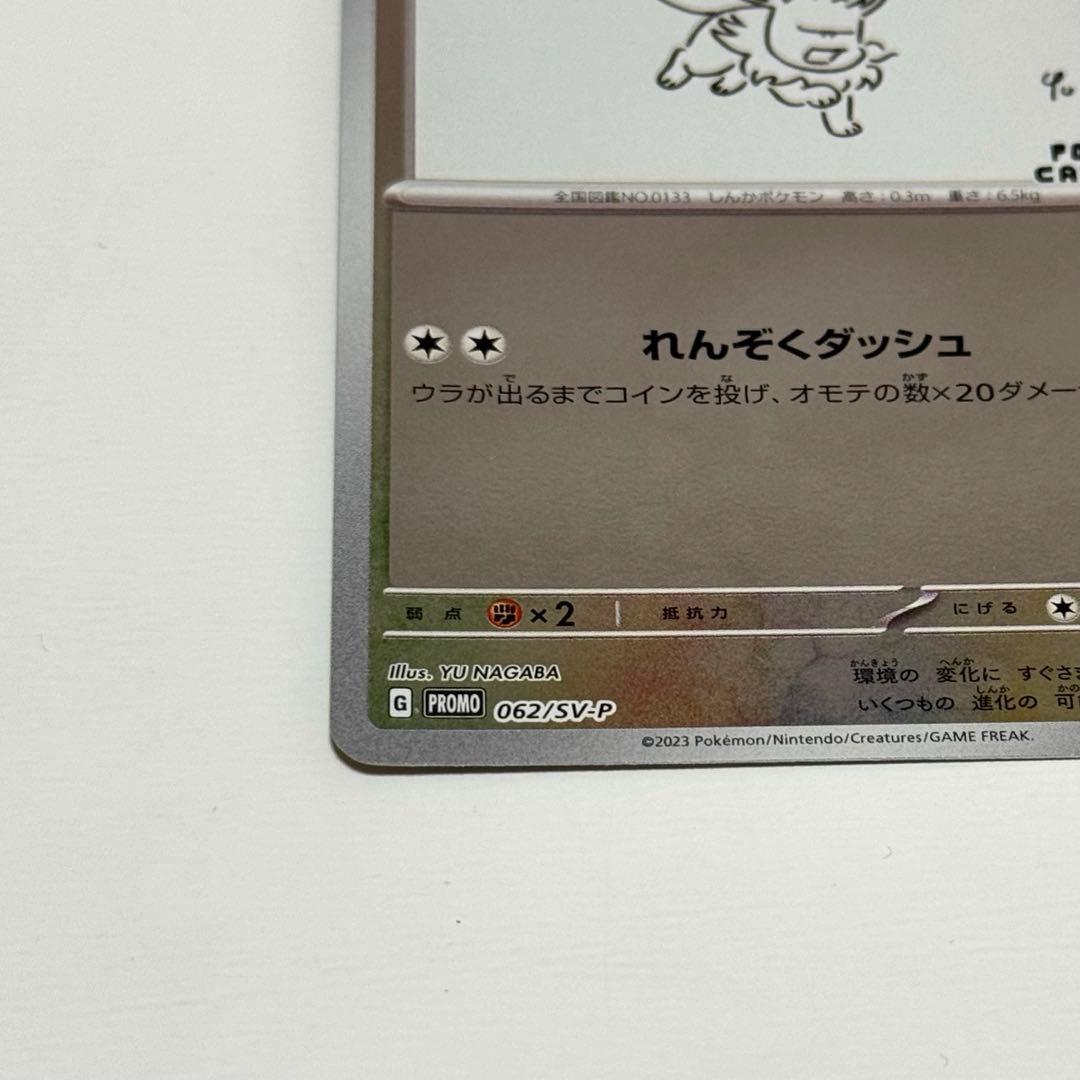 Yu
PO
CA
全国図鑑NO.0133 しんかポケモン 高さ:0.3m 重さ:6.5kg
れんぞくダッシュ
ウラが出るまでコインを投げ、オモテの数×20ダメー
弱点 ×2 抵抗力 にげる
Illus. YU NAGABA
環境の 変化に すぐさま
G PROMO 062/SV-P
いくつもの 進化の 可
©2023 Pokémon/Nintendo/Creatures/GAME FREAK.